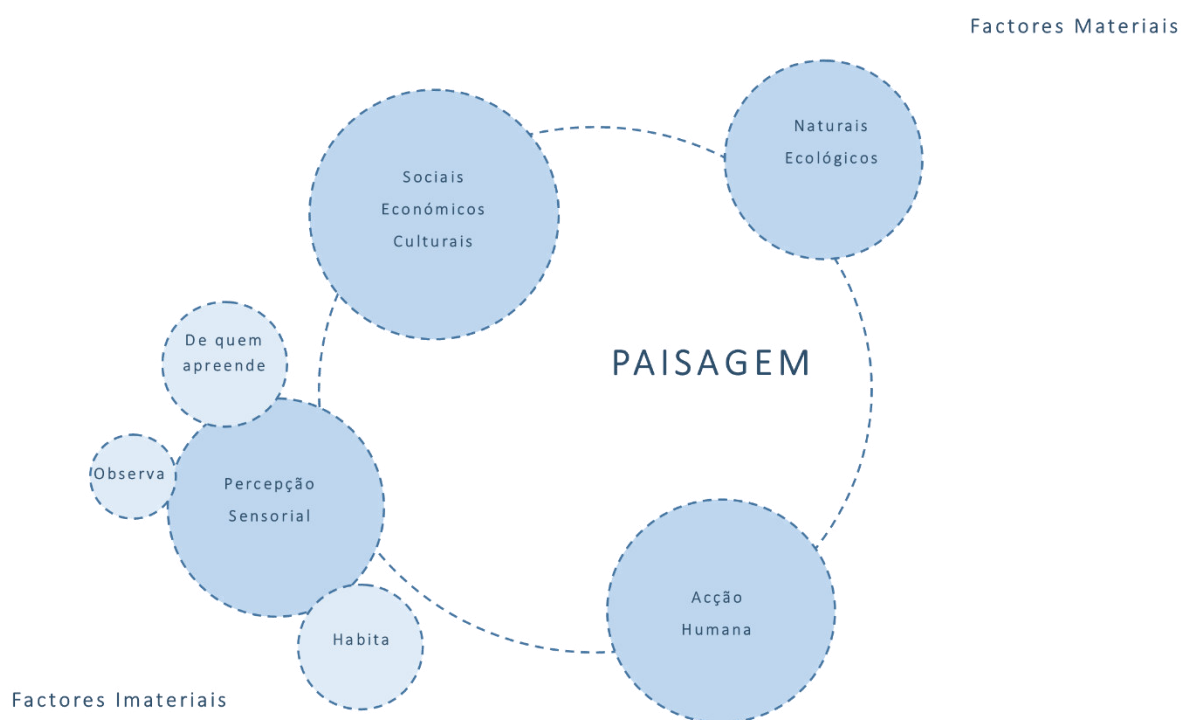 Factores Materiais
Naturais
Ecológicos
Sociais
Económicos
Culturais
De quem
apreende
PAISAGEM
Observa
Percepção
Sensorial
Acção
Humana
Habita
Factores Imateriais